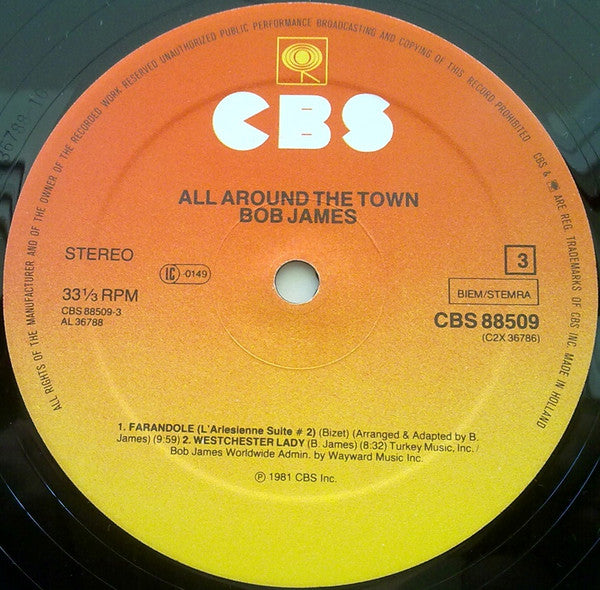 ALL RIGHTS OF THE MANUFACTURER AND OF THE OWNER OF THE RECORDED WORK RESERVED UNAUTHORIZED PUBLIC PERFORMANCE BROADCASTING AND COPYING OF THIS RECORD PROHIBITED
CBS & ARE REG. TRADEMARKS OF CBS INC. MADE IN HOLLAND
CBS
ALL AROUND THE TOWN
BOB JAMES
STEREO
LC 0149
3
33⅓ RPM
BIEM/STEMRA
CBS 88509-3
AL 36788
CBS 88509
(C2X 36786)
1. FARANDOLE (L'Arlesienne Suite # 2) (Bizet) (Arranged & Adapted by B.
James) (9:59) 2. WESTCHESTER LADY (B. James) (8:32) Turkey Music, Inc./
Bob James Worldwide Admin. by Wayward Music Inc.
℗ 1981 CBS Inc.